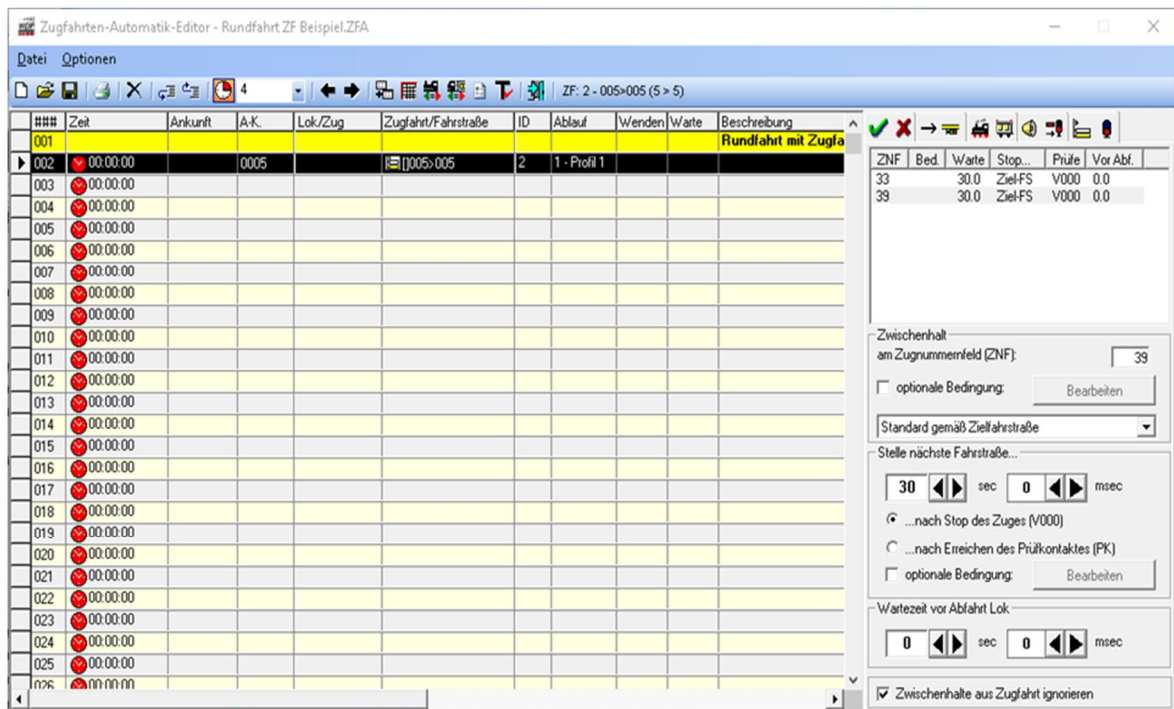 Zugfahrten-Automatik-Editor - Rundfahrt ZF Beispiel.ZFA
Datei Optionen
4 ZF: 2 - 005>005 (5 > 5)
### Zeit Ankunft A-K. Lok/Zug Zugfahrt/Fahrstraße ID Ablauf Wenden Warte Beschreibung
001 Rundfahrt mit Zugfa
002 00:00:00 0005 []005>005 2 1 - Profil 1
003 00:00:00
004 00:00:00
005 00:00:00
006 00:00:00
007 00:00:00
008 00:00:00
009 00:00:00
010 00:00:00
011 00:00:00
012 00:00:00
013 00:00:00
014 00:00:00
015 00:00:00
016 00:00:00
017 00:00:00
018 00:00:00
019 00:00:00
020 00:00:00
021 00:00:00
022 00:00:00
023 00:00:00
024 00:00:00
025 00:00:00
026 00:00:00
ZNF Bed. Warte Stop... Prüfe Vor Abf.
33 30.0 Ziel-FS V000 0.0
39 30.0 Ziel-FS V000 0.0
Zwischenhalt
am Zugnummernfeld (ZNF): 39
optionale Bedingung: Bearbeiten
Standard gemäß Zielfahrstraße
Stelle nächste Fahrstraße...
30 sec 0 msec
...nach Stop des Zuges (V000)
...nach Erreichen des Prüfkontaktes (PK)
optionale Bedingung: Bearbeiten
Wartezeit vor Abfahrt Lok
0 sec 0 msec
Zwischenhalte aus Zugfahrt ignorieren